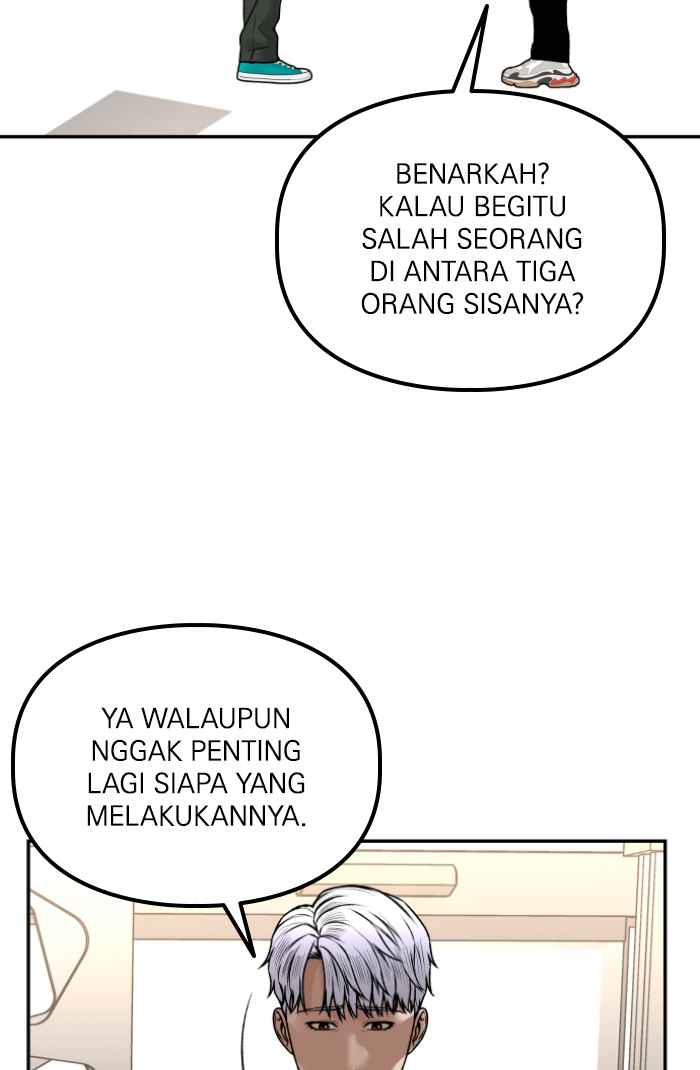 BENARKAH?
KALAU BEGITU
SALAH SEORANG
DI ANTARA TIGA
ORANG SISANYA?
YA WALAUPUN
NGGAK PENTING
LAGI SIAPA YANG
MELAKUKANNYA.